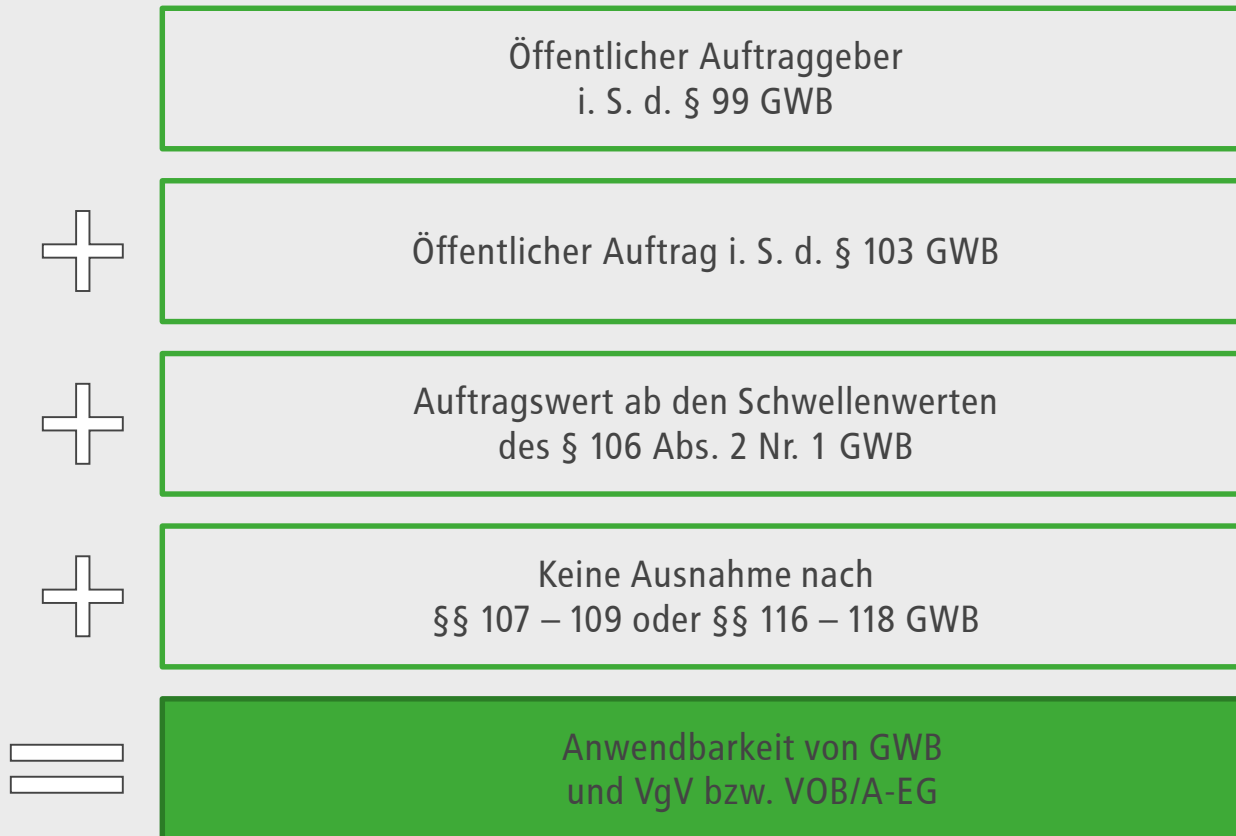 Öffentlicher Auftraggeber
i. S. d. § 99 GWB
Öffentlicher Auftrag i. S. d. § 103 GWB
Auftragswert ab den Schwellenwerten
des § 106 Abs. 2 Nr. 1 GWB
Keine Ausnahme nach
§§ 107 – 109 oder §§ 116 – 118 GWB
Anwendbarkeit von GWB
und VgV bzw. VOB/A-EG